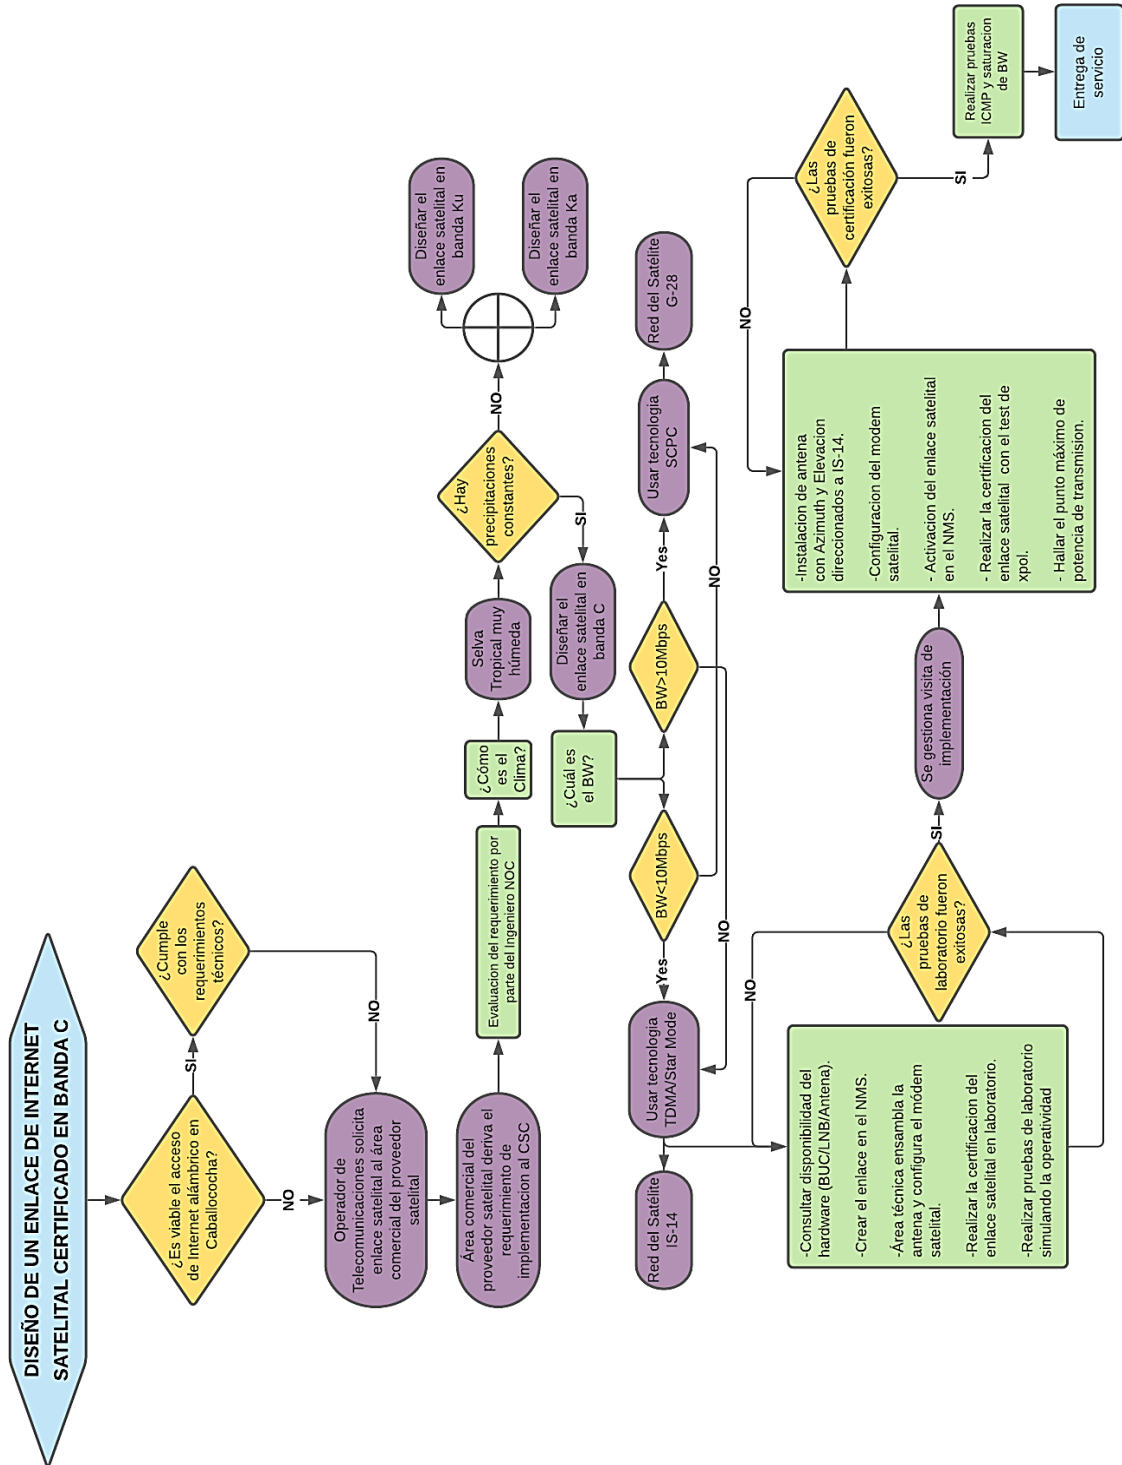 DISEÑO DE UN ENLACE DE INTERNET
SATELITAL CERTIFICADO EN BANDA C
¿Es viable el acceso
de Internet alámbrico en
Caballococha?
SI
¿Cumple
con los
requerimientos
técnicos?
NO
NO
Operador de
Telecomunicaciones solicita
enlace satelital al área
comercial del proveedor
satelital
Área comercial del
proveedor satelital deriva el
requerimiento de
implementacion al CSC
Evaluacion del requerimiento por
parte del Ingeniero NOC
¿Cómo
es el
Clima?
Selva
Tropical muy
húmeda
¿Hay
precipitaciones
constantes?
NO
Diseñar el
enlace satelital en
banda Ku
Diseñar el
enlace satelital en
banda Ka
SI
Diseñar el
enlace satelital en
banda C
¿Cuál es
el BW?
BW<10Mbps
BW>10Mbps
Yes
Yes
NO
NO
Usar tecnología
TDMA/Star Mode
Red del Satélite
IS-14
Usar tecnologia
SCPC
Red del Satélite
G-28
-Consultar disponibilidad del
hardware (BUC/LNB/Antena).
-Crear el enlace en el NMS.
-Área técnica ensambla la
antena y configura el módem
satelital.
-Realizar la certificacion del
enlace satelital en laboratorio.
-Realizar pruebas de laboratorio
simulando la operatividad
NO
¿Las
pruebas de
laboratorio fueron
exitosas?
SI
Se gestiona visita de
implementación
-Instalacion de antena
con Azimuth y Elevacion
direccionados a IS-14.
-Configuracion del modem
satelital.
- Activacion del enlace satelital
en el NMS.
- Realizar la certificacion del
enlace satelital  con el test de
xpol.
- Hallar el punto máximo de
potencia de transmision.
NO
¿Las
pruebas de
certificación fueron
exitosas?
SI
Realizar pruebas
ICMP y saturacion
de BW
Entrega de
servicio